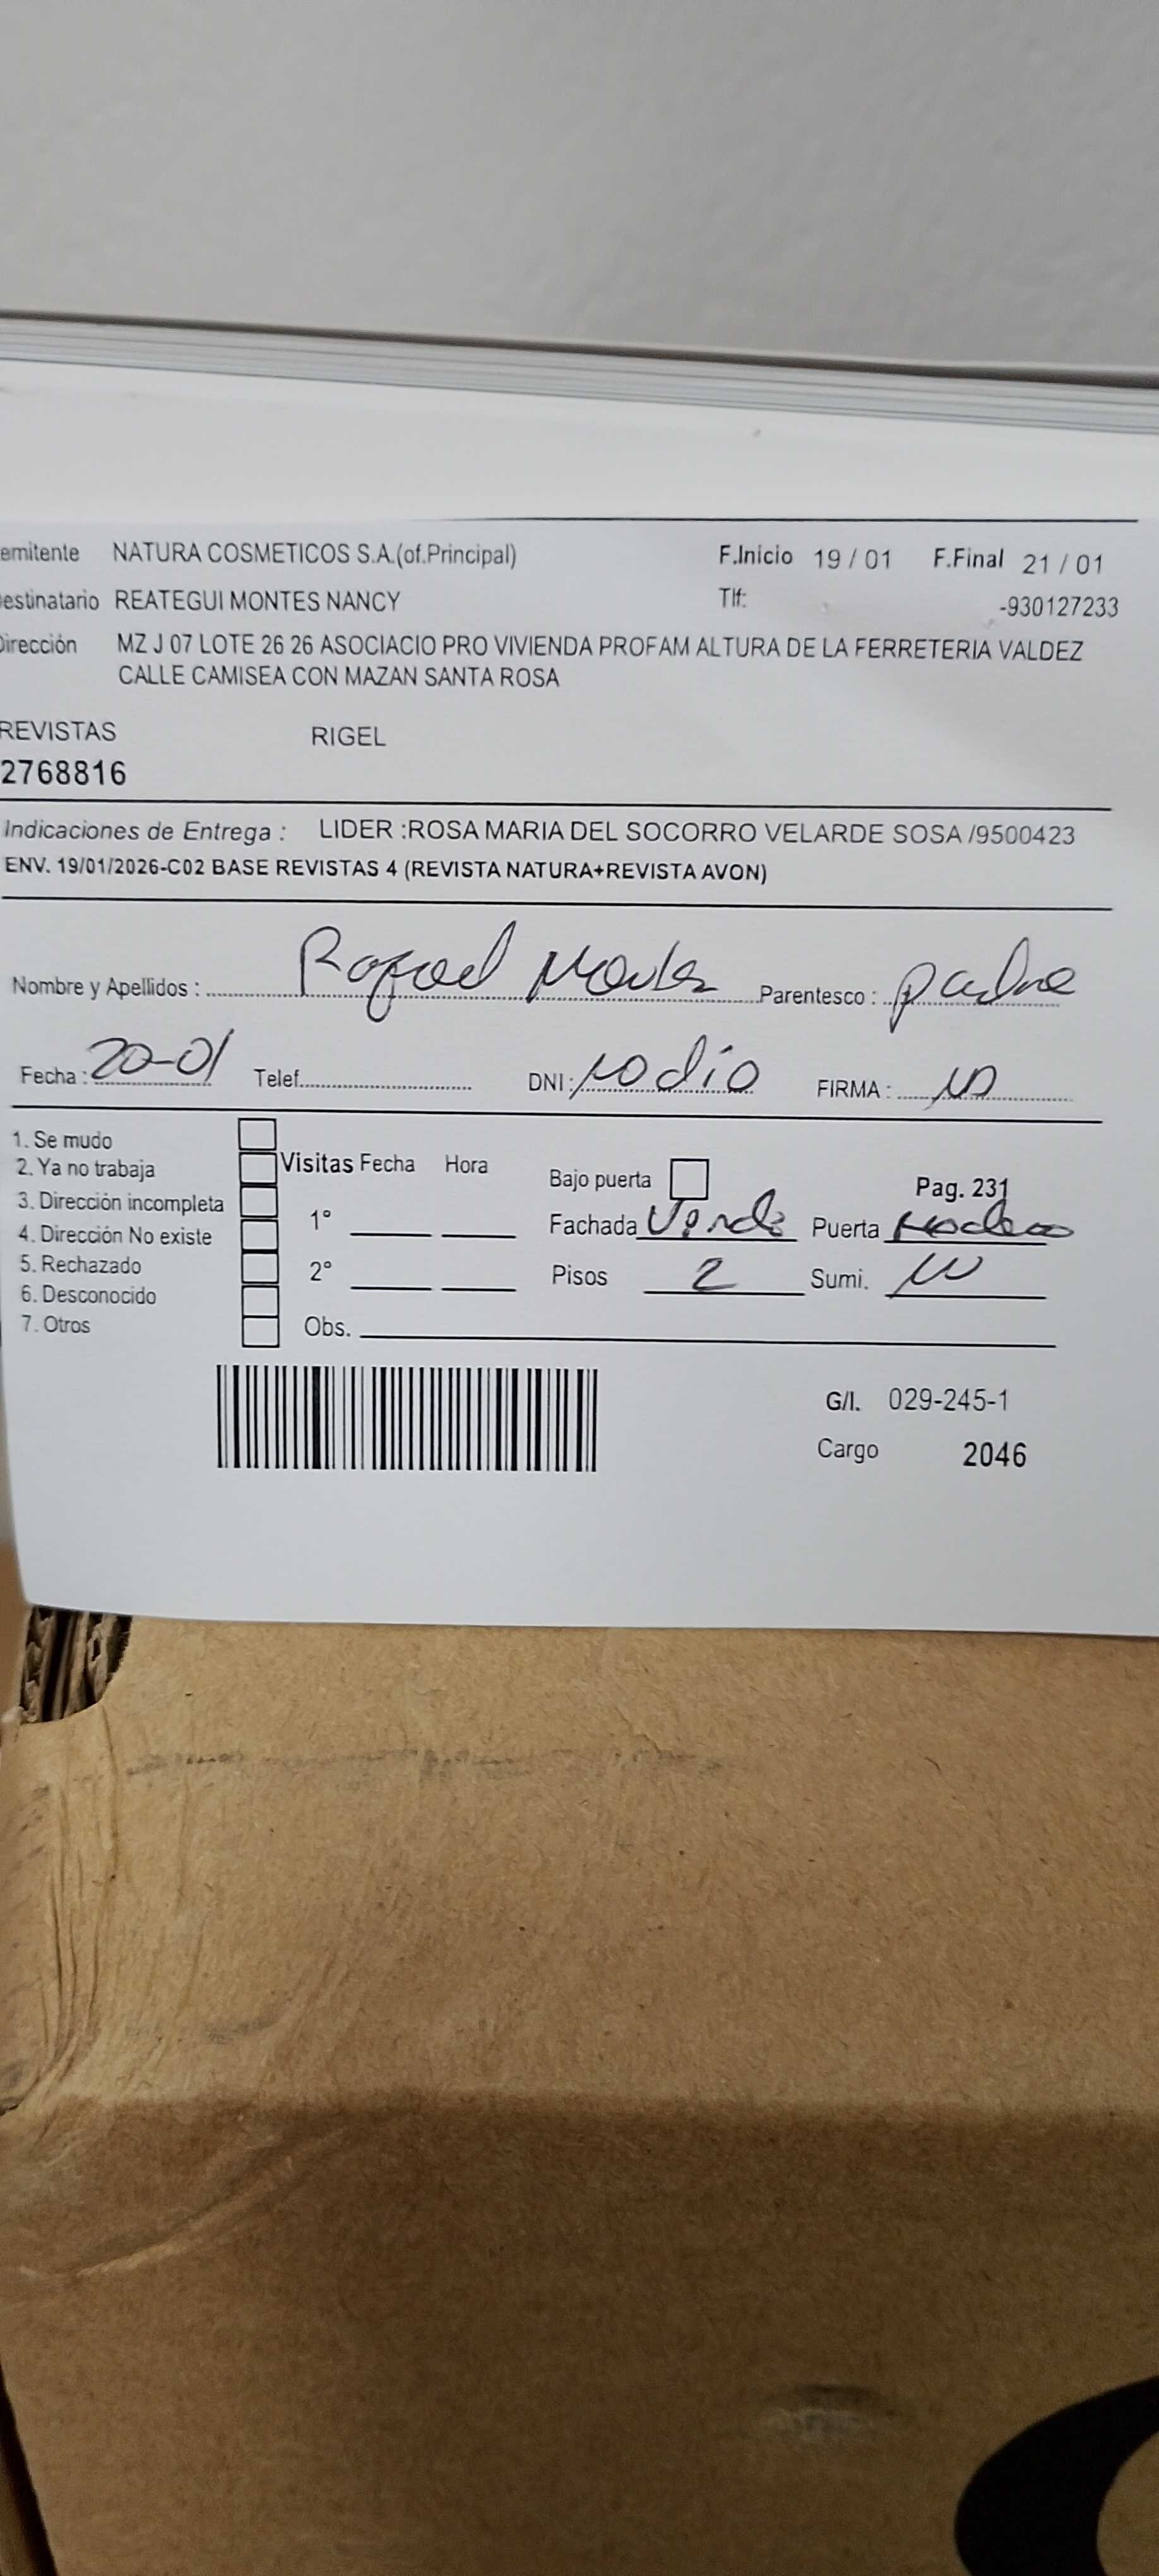 emitente NATURA COSMETICOS S.A.(of.Principal) F.Inicio 19 / 01 F.Final 21 / 01
estinatario REATEGUI MONTES NANCY Tlf: -930127233
Dirección MZ J 07 LOTE 26 26 ASOCIACIO PRO VIVIENDA PROFAM ALTURA DE LA FERRETERIA VALDEZ
CALLE CAMISEA CON MAZAN SANTA ROSA
REVISTAS RIGEL
2768816
Indicaciones de Entrega : LIDER :ROSA MARIA DEL SOCORRO VELARDE SOSA /9500423
ENV. 19/01/2026-C02 BASE REVISTAS 4 (REVISTA NATURA+REVISTA AVON)
Nombre y Apellidos : Rafael Parentesco : padre
Fecha : 20-01 Telef. DNI : no dio FIRMA :
1. Se mudo
2. Ya no trabaja Visitas Fecha Hora Bajo puerta Pag. 231
3. Dirección incompleta 1° Fachada Verde Puerta
4. Dirección No existe
5. Rechazado 2° Pisos 2 Sumi.
6. Desconocido
7. Otros Obs.
G/I. 029-245-1
Cargo 2046